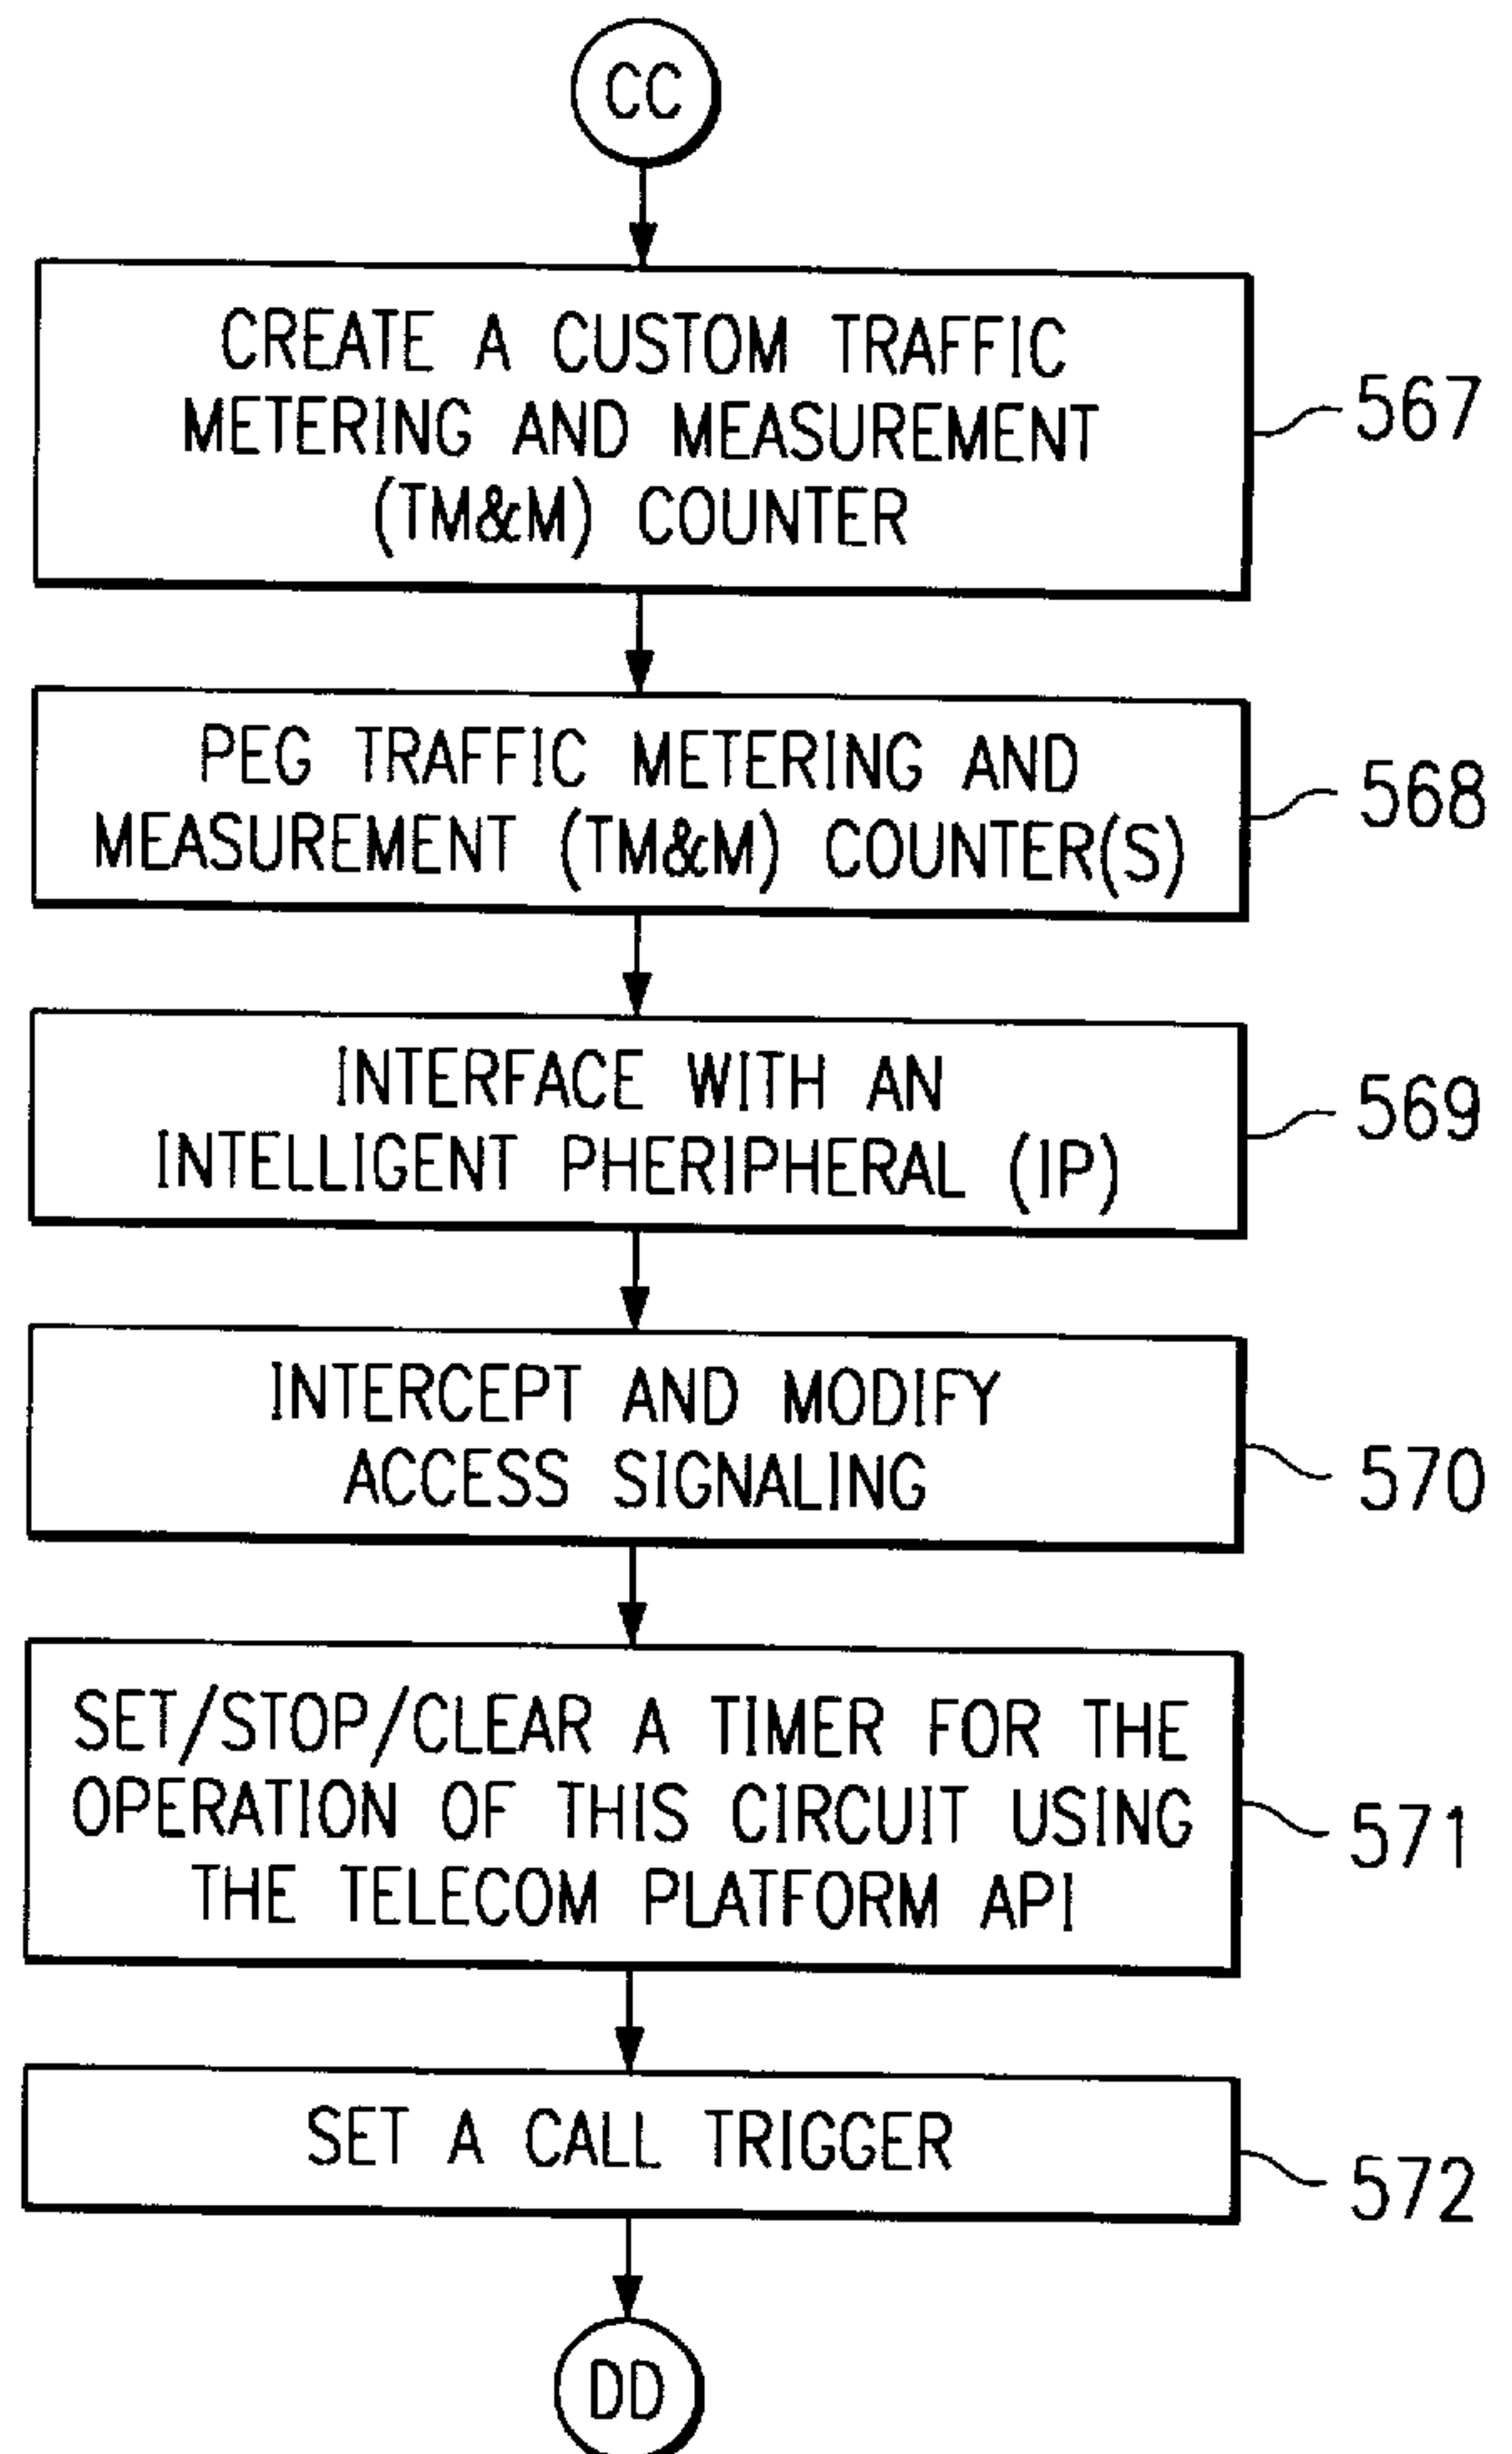 CC
CREATE A CUSTOM TRAFFIC
METERING AND MEASUREMENT
(TM&M) COUNTER
567
PEG TRAFFIC METERING AND
MEASUREMENT (TM&M) COUNTER(S)
568
INTERFACE WITH AN
INTELLIGENT PHERIPHERAL (IP)
569
INTERCEPT AND MODIFY
ACCESS SIGNALING
570
SET/STOP/CLEAR A TIMER FOR THE
OPERATION OF THIS CIRCUIT USING
THE TELECOM PLATFORM API
571
SET A CALL TRIGGER
572
DD